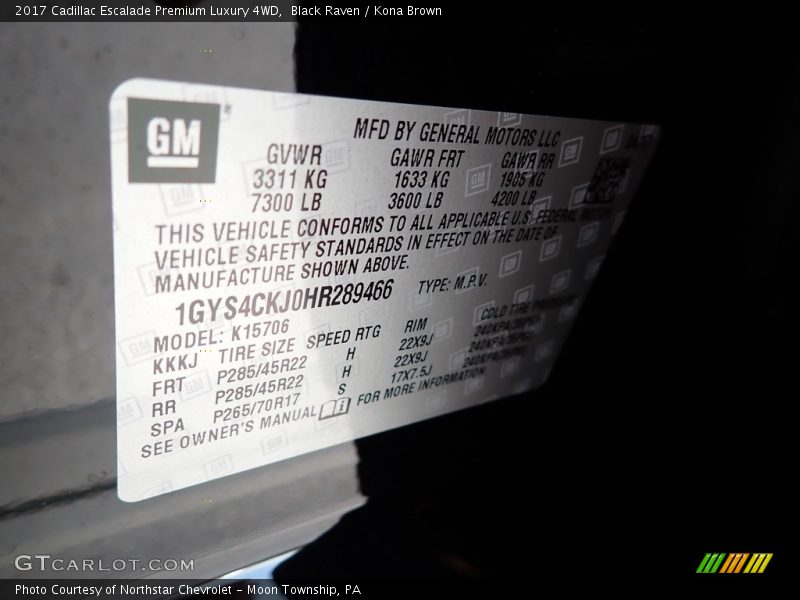 2017 Cadillac Escalade Premium Luxury 4WD, Black Raven / Kona Brown
GM
MFD BY GENERAL MOTORS LLC
GVWR GAWR FRT GAWR RR
3311 KG 1633 KG 1905 KG
7300 LB 3600 LB 4200 LB
THIS VEHICLE CONFORMS TO ALL APPLICABLE U.S. FEDERAL MOTOR
VEHICLE SAFETY STANDARDS IN EFFECT ON THE DATE OF
MANUFACTURE SHOWN ABOVE.
1GYS4CKJ0HR289466 TYPE: M.P.V.
MODEL: K15706
KKKJ TIRE SIZE SPEED RTG RIM COLD TIRE PRESSURE
FRT P285/45R22 H 22X9J
RR P285/45R22 H 22X9J
SPA P265/70R17 S 17X7.5J
SEE OWNER'S MANUAL FOR MORE INFORMATION
GTCARLOT.COM
Photo Courtesy of Northstar Chevrolet - Moon Township, PA